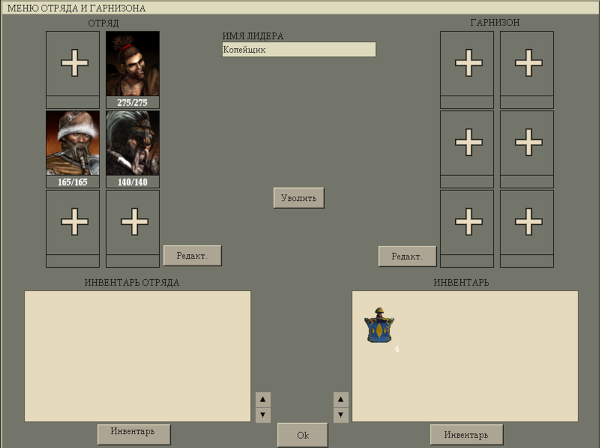 МЕНЮ ОТРЯДА И ГАРНИЗОНА
ОТРЯД
ГАРНИЗОН
ИМЯ ЛИДЕРА
Копейщик
275/275
165/165
140/140
Уволить
Редакт.
Редакт.
ИНВЕНТАРЬ ОТРЯДА
ИНВЕНТАРЬ
4
Инвентарь
Ok
Инвентарь